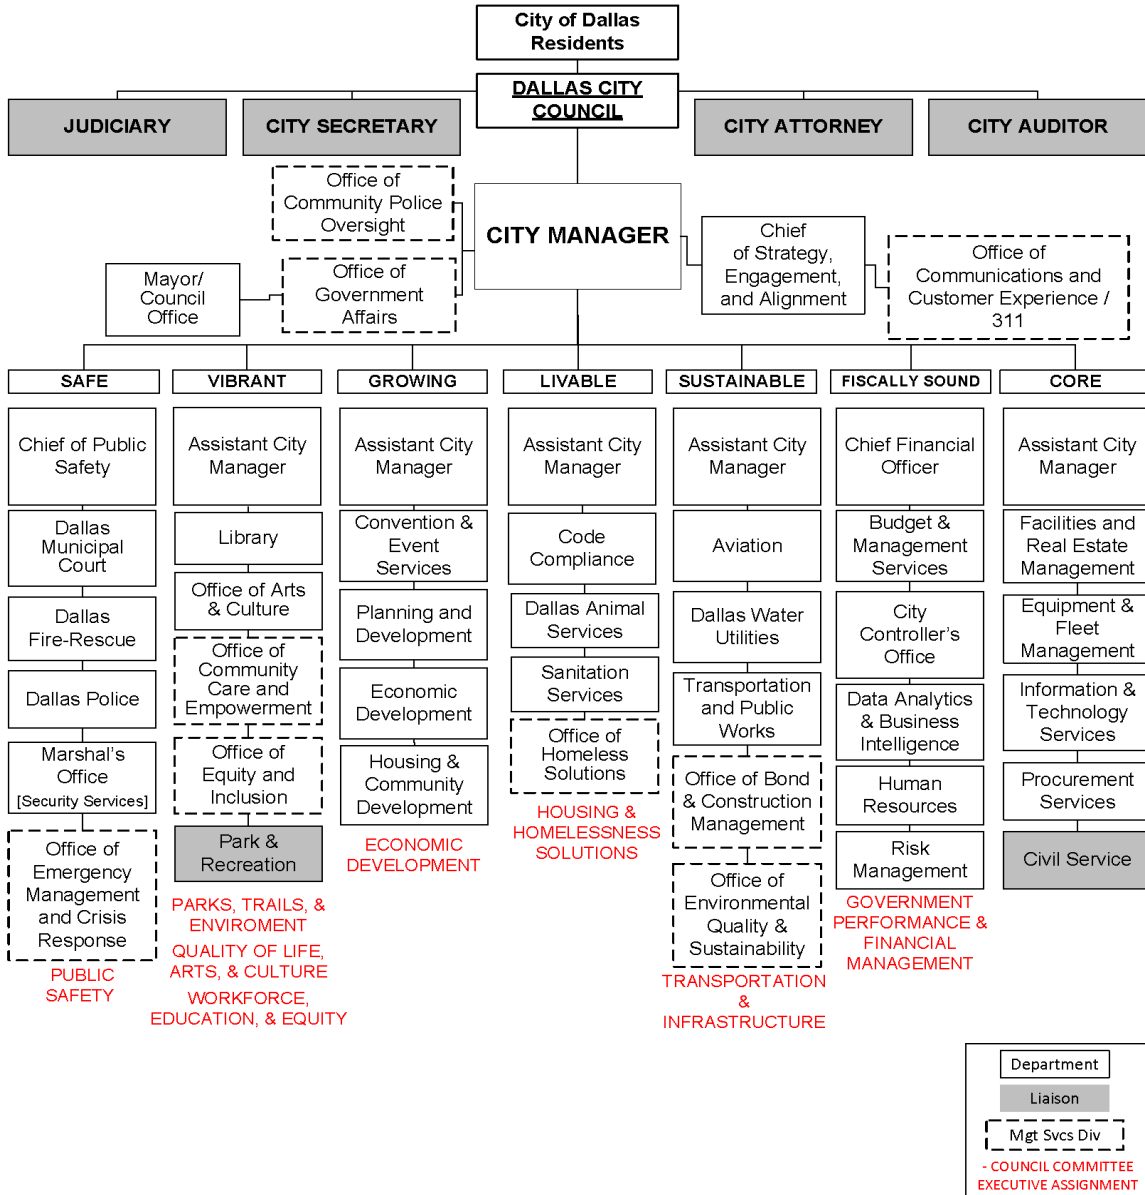 City of Dallas
Residents
DALLAS CITY
COUNCIL
JUDICIARY
CITY SECRETARY
CITY ATTORNEY
CITY AUDITOR
Office of
Community Police
Oversight
CITY MANAGER
Chief
of Strategy,
Engagement,
and Alignment
Office of
Communications and
Customer Experience /
311
Mayor/
Council
Office
Office of
Government
Affairs
SAFE
VIBRANT
GROWING
LIVABLE
SUSTAINABLE
FISCALLY SOUND
CORE
Chief of Public
Safety
Dallas
Municipal
Court
Dallas
Fire-Rescue
Dallas Police
Marshal's
Office
[Security Services]
Office of
Emergency
Management
and Crisis
Response
PUBLIC
SAFETY
Assistant City
Manager
Library
Office of Arts
& Culture
Office of
Community
Care and
Empowerment
Office of
Equity and
Inclusion
Park &
Recreation
PARKS, TRAILS, &
ENVIROMENT
QUALITY OF LIFE,
ARTS, & CULTURE
WORKFORCE,
EDUCATION, & EQUITY
Assistant City
Manager
Convention &
Event
Services
Planning and
Development
Economic
Development
Housing &
Community
Development
ECONOMIC
DEVELOPMENT
Assistant City
Manager
Code
Compliance
Dallas Animal
Services
Sanitation
Services
Office of
Homeless
Solutions
HOUSING &
HOMELESSNESS
SOLUTIONS
Assistant City
Manager
Aviation
Dallas Water
Utilities
Transportation
and Public
Works
Office of Bond
& Construction
Management
Office of
Environmental
Quality &
Sustainability
TRANSPORTATION
&
INFRASTRUCTURE
Chief Financial
Officer
Budget &
Management
Services
City
Controller's
Office
Data Analytics
& Business
Intelligence
Human
Resources
Risk
Management
GOVERNMENT
PERFORMANCE &
FINANCIAL
MANAGEMENT
Assistant City
Manager
Facilities and
Real Estate
Management
Equipment &
Fleet
Management
Information &
Technology
Services
Procurement
Services
Civil Service
Department
Liaison
Mgt Svcs Div
- COUNCIL COMMITTEE
EXECUTIVE ASSIGNMENT